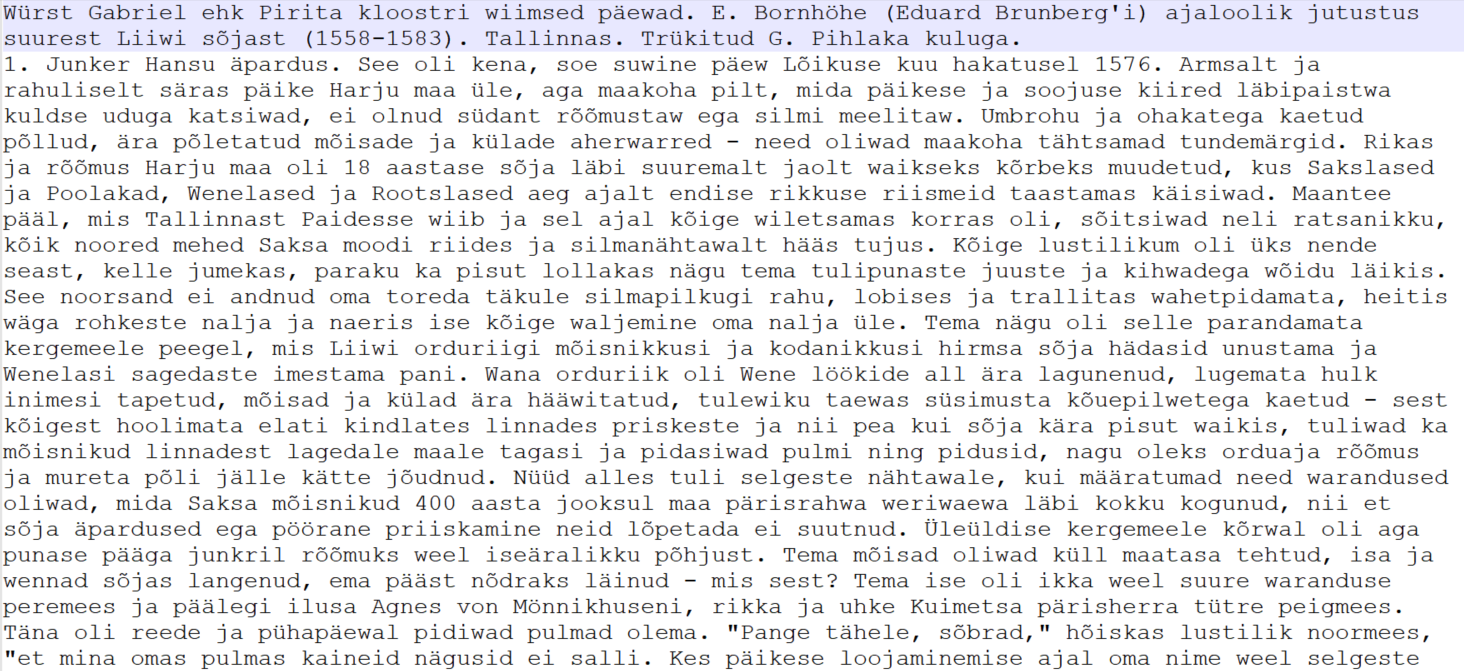 Würst Gabriel ehk Pirita kloostri wiimsed päewad. E. Bornhöhe (Eduard Brunberg'i) ajaloolik jutustus
suurest Liiwi sõjast (1558-1583). Tallinnas. Trükitud G. Pihlaka kuluga.
1. Junker Hansu äpardus. See oli kena, soe suwine päew Lõikuse kuu hakatusel 1576. Armsalt ja
rahuliselt säras päike Harju maa üle, aga maakoha pilt, mida päikese ja soojuse kiired läbipaistwa
kuldse uduga katsiwad, ei olnud südant rõõmustaw ega silmi meelitaw. Umbrohu ja ohakatega kaetud
põllud, ära põletatud mõisade ja külade aherwarred - need oliwad maakoha tähtsamad tundemärgid. Rikas
ja rõõmus Harju maa oli 18 aastase sõja läbi suuremalt jaolt waikseks kõrbeks muudetud, kus Sakslased
ja Poolakad, Wenelased ja Rootslased aeg ajalt endise rikkuse riismeid taastamas käisiwad. Maantee
pääl, mis Tallinnast Paidesse wiib ja sel ajal kõige wiletsamas korras oli, sõitsiwad neli ratsanikku,
kõik noored mehed Saksa moodi riides ja silmanähtawalt hääs tujus. Kõige lustilikum oli üks nende
seast, kelle jumekas, paraku ka pisut lollakas nägu tema tulipunaste juuste ja kihwadega wõidu läikis.
See noorsand ei andnud oma toreda täkule silmapilkugi rahu, lobises ja trallitas wahetpidamata, heitis
wäga rohkeste nalja ja naeris ise kõige waljemine oma nalja üle. Tema nägu oli selle parandamata
kergemeele peegel, mis Liiwi orduriigi mõisnikkusi ja kodanikkusi hirmsa sõja hädasid unustama ja
Wenelasi sagedaste imestama pani. Wana orduriik oli Wene löökide all ära lagunenud, lugemata hulk
inimesi tapetud, mõisad ja külad ära hääwitatud, tulewiku taewas süsimusta kõuepilwetega kaetud - sest
kõigest hoolimata elati kindlates linnades priskeste ja nii pea kui sõja kära pisut waikis, tuliwad ka
mõisnikud linnadest lagedale maale tagasi ja pidasiwad pulmi ning pidusid, nagu oleks orduaja rõõmus
ja mureta põli jälle kätte jõudnud. Nüüd alles tuli selgeste nähtawale, kui määratumad need warandused
oliwad, mida Saksa mõisnikud 400 aasta jooksul maa pärisrahwa weriwaewa läbi kokku kogunud, nii et
sõja äpardused ega pöörane priiskamine neid lõpetada ei suutnud. Üleüldise kergemeele kõrwal oli aga
punase pääga junkril rõõmuks weel iseäralikku põhjust. Tema mõisad oliwad küll maatasa tehtud, isa ja
wennad sõjas langenud, ema pääst nõdraks läinud - mis sest? Tema ise oli ikka weel suure waranduse
peremees ja päälegi ilusa Agnes von Mönnikhuseni, rikka ja uhke Kuimetsa pärisherra tütre peigmees.
Täna oli reede ja pühapäewal pidiwad pulmad olema. "Pange tähele, sõbrad," hõiskas lustilik noormees,
"et mina omas pulmas kaineid nägusid ei salli. Kes päikese loojaminemise ajal oma nime weel selgeste